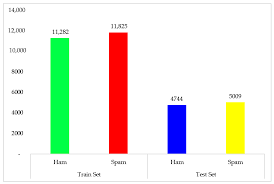 14,000
12,000
10,000
8000
6000
4000
2000
-
11,282
11,825
4744
5009
Ham
Spam
Ham
Spam
Train Set
Test Set